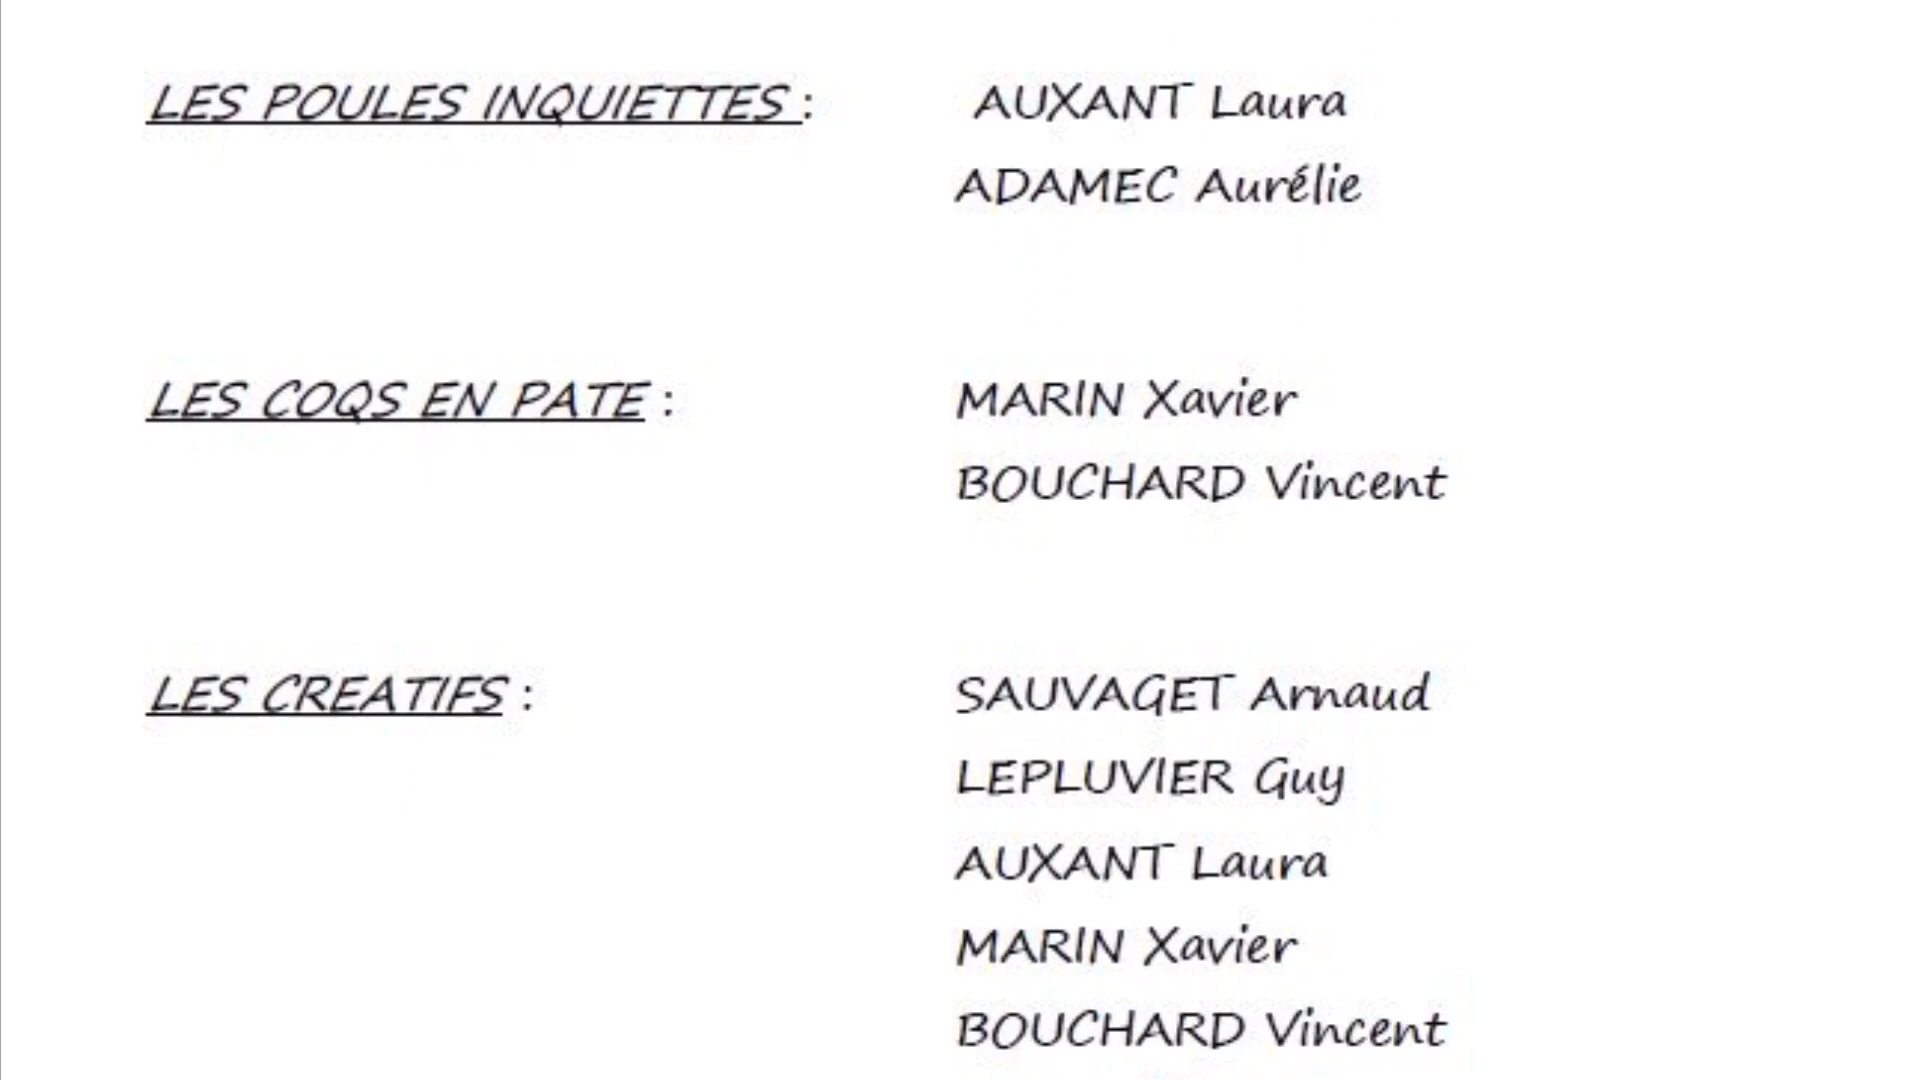 LES POULES INQUIETTES : AUXANT Laura
ADAMEC Aurélie
LES COQS EN PATE : MARIN Xavier
BOUCHARD Vincent
LES CREATIFS : SAUVAGET Arnaud
LEPLUVIER Guy
AUXANT Laura
MARIN Xavier
BOUCHARD Vincent